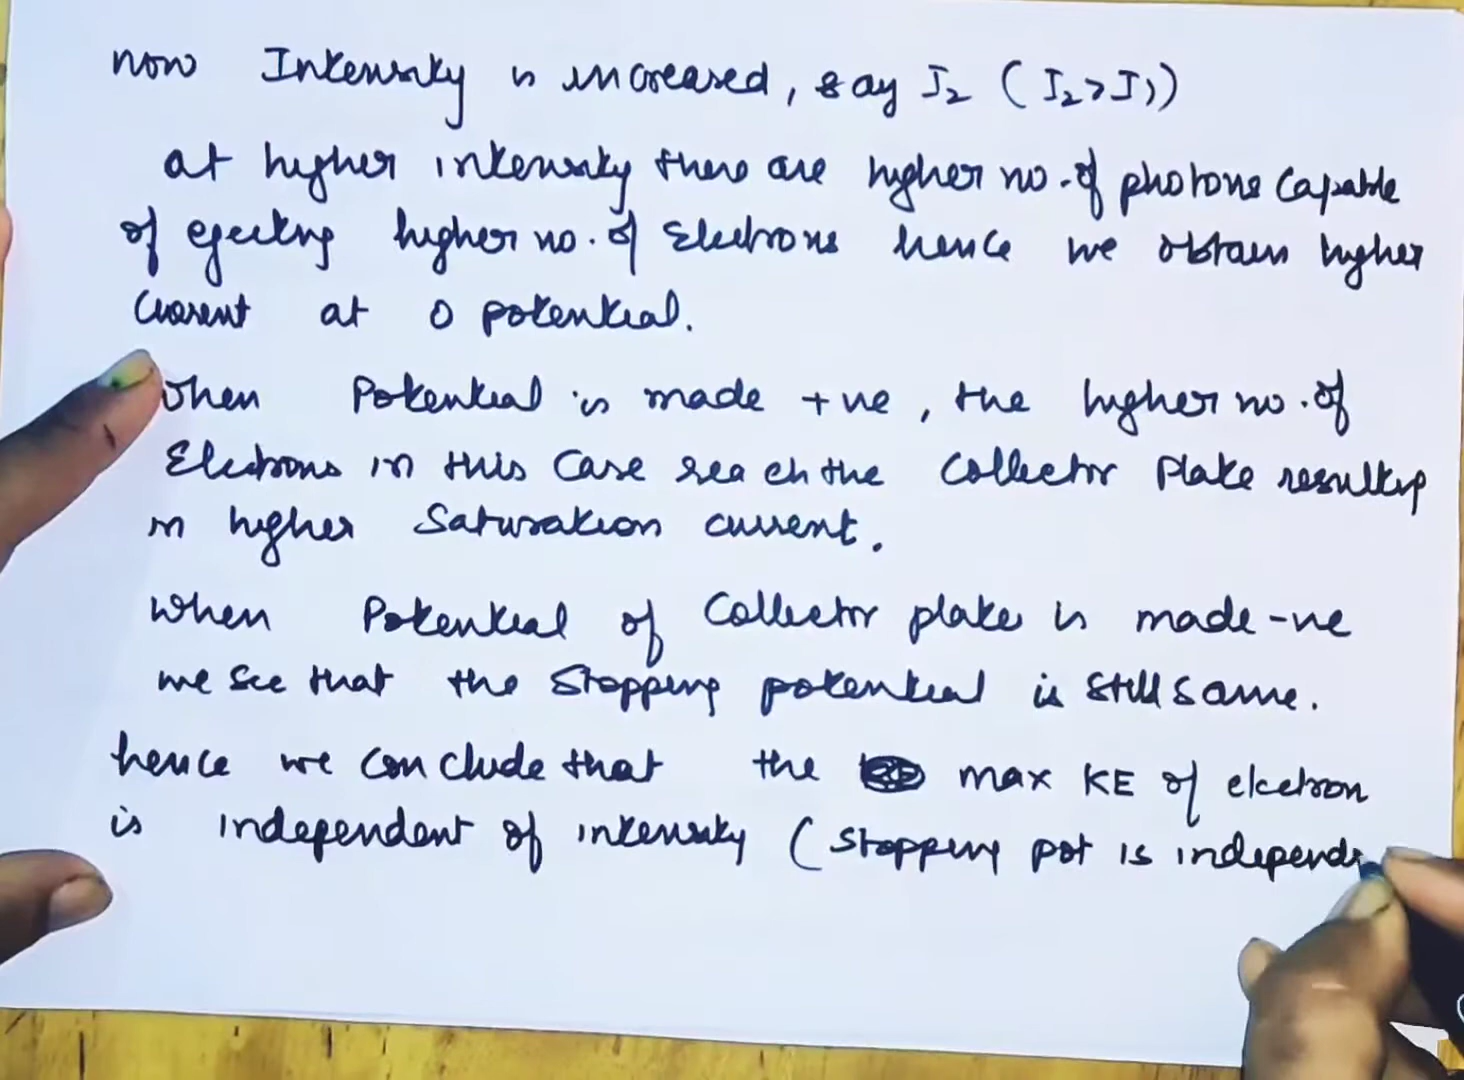 now Intensity is increased, say I2 (I2>I1)
at higher intensity there are higher no. of photons capable
of ejecting higher no. of Electrons hence we obtain higher
Current at 0 potential.
When Potential is made +ve, the higher no. of
Electrons in this case reach the collector plate resulting
in higher Saturation current.
When Potential of collector plate is made -ve
we see that the stopping potential is still same.
hence we conclude that the max KE of electron
is independent of intensity (stopping pot is independ